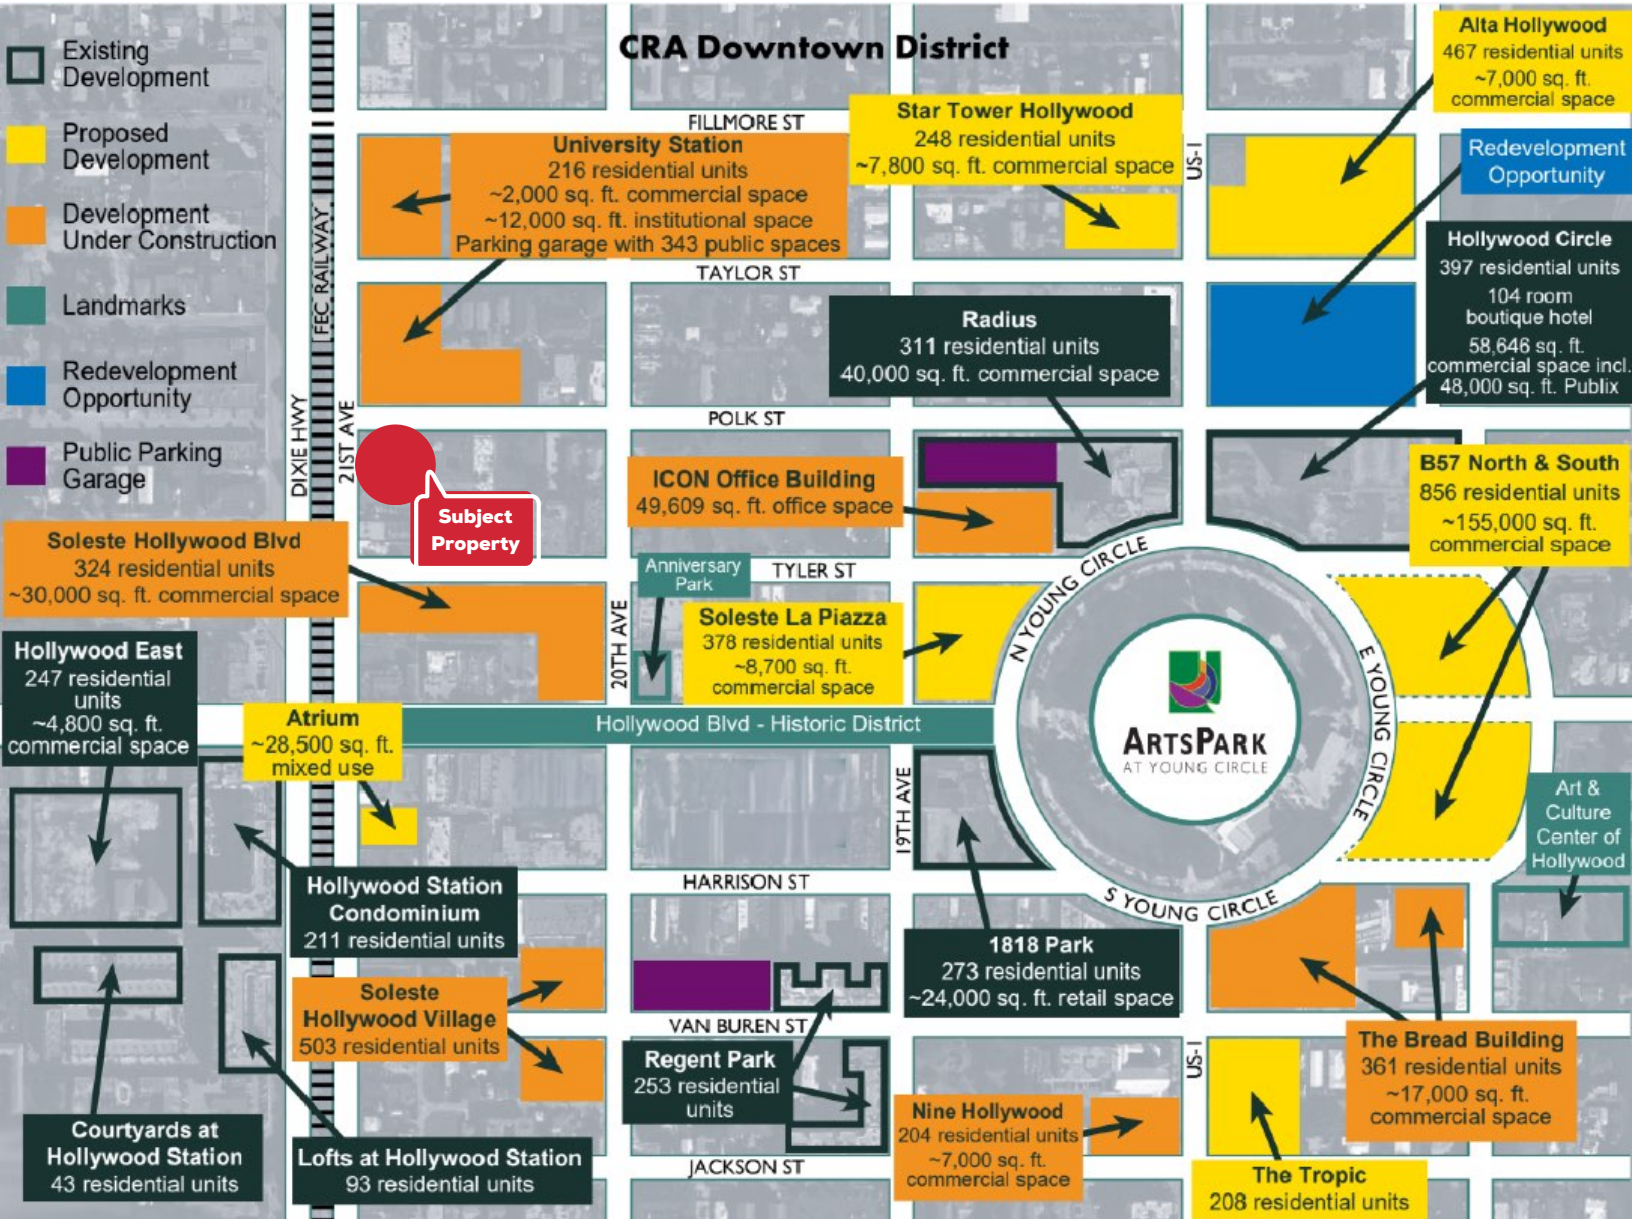 CRA Downtown District
Existing
Development
Proposed
Development
Development
Under Construction
Landmarks
Redevelopment
Opportunity
Public Parking
Garage
Alta Hollywood
467 residential units
~7,000 sq. ft.
commercial space
FILLMORE ST
Star Tower Hollywood
248 residential units
~7,800 sq. ft. commercial space
US-1
University Station
216 residential units
~2,000 sq. ft. commercial space
~12,000 sq. ft. institutional space
Parking garage with 343 public spaces
Redevelopment
Opportunity
FEC RAILWAY
TAYLOR ST
Hollywood Circle
397 residential units
104 room
boutique hotel
58,646 sq. ft.
commercial space incl.
48,000 sq. ft. Publix
Radius
311 residential units
40,000 sq. ft. commercial space
DIXIE HWY
21ST AVE
POLK ST
Subject
Property
ICON Office Building
49,609 sq. ft. office space
B57 North & South
856 residential units
~155,000 sq. ft.
commercial space
Soleste Hollywood Blvd
324 residential units
~30,000 sq. ft. commercial space
Anniversary
Park
TYLER ST
20TH AVE
Soleste La Piazza
378 residential units
~8,700 sq. ft.
commercial space
N YOUNG CIRCLE
E YOUNG CIRCLE
ARTSPARK
AT YOUNG CIRCLE
Hollywood East
247 residential
units
~4,800 sq. ft.
commercial space
Atrium
~28,500 sq. ft.
mixed use
Hollywood Blvd - Historic District
19TH AVE
Art &
Culture
Center of
Hollywood
Hollywood Station
Condominium
211 residential units
HARRISON ST
S YOUNG CIRCLE
1818 Park
273 residential units
~24,000 sq. ft. retail space
Soleste
Hollywood Village
503 residential units
VAN BUREN ST
Regent Park
253 residential
units
US-1
The Bread Building
361 residential units
~17,000 sq. ft.
commercial space
Nine Hollywood
204 residential units
~7,000 sq. ft.
commercial space
Courtyards at
Hollywood Station
43 residential units
Lofts at Hollywood Station
93 residential units
JACKSON ST
The Tropic
208 residential units